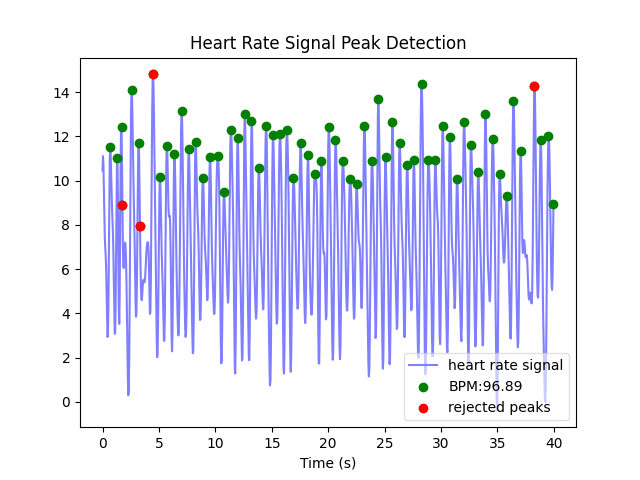 Heart Rate Signal Peak Detection
14
12
10
8
6
4
2
0
heart rate signal
BPM:96.89
rejected peaks
0 5 10 15 20 25 30 35 40
Time (s)